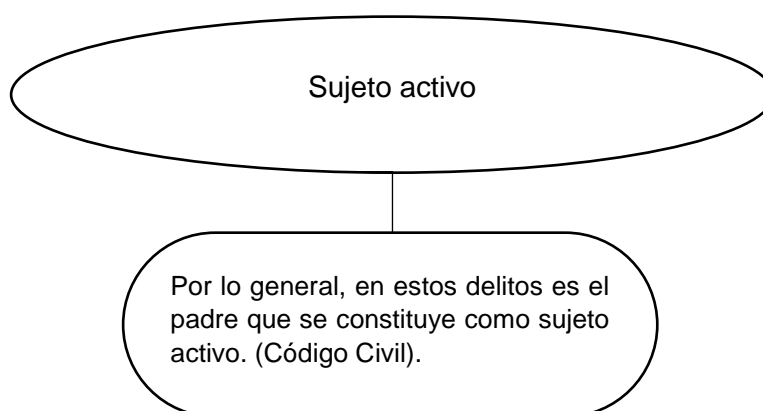 Sujeto activo
Por lo general, en estos delitos es el
padre que se constituye como sujeto
activo. (Código Civil).